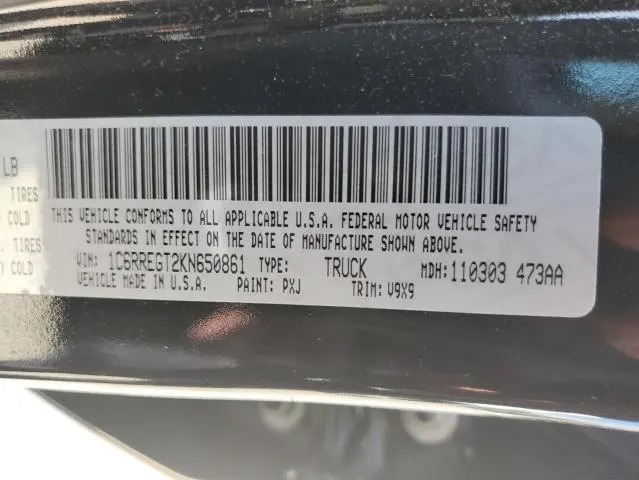 LB
TIRES
COLD
TIRES
COLD
THIS VEHICLE CONFORMS TO ALL APPLICABLE U.S.A. FEDERAL MOTOR VEHICLE SAFETY
STANDARDS IN EFFECT ON THE DATE OF MANUFACTURE SHOWN ABOVE.
VIN: 1C6RREGT2KN650861 TYPE: TRUCK MDH: 110303 473AA
VEHICLE MADE IN U.S.A. PAINT: PXJ TRIM: V9X9